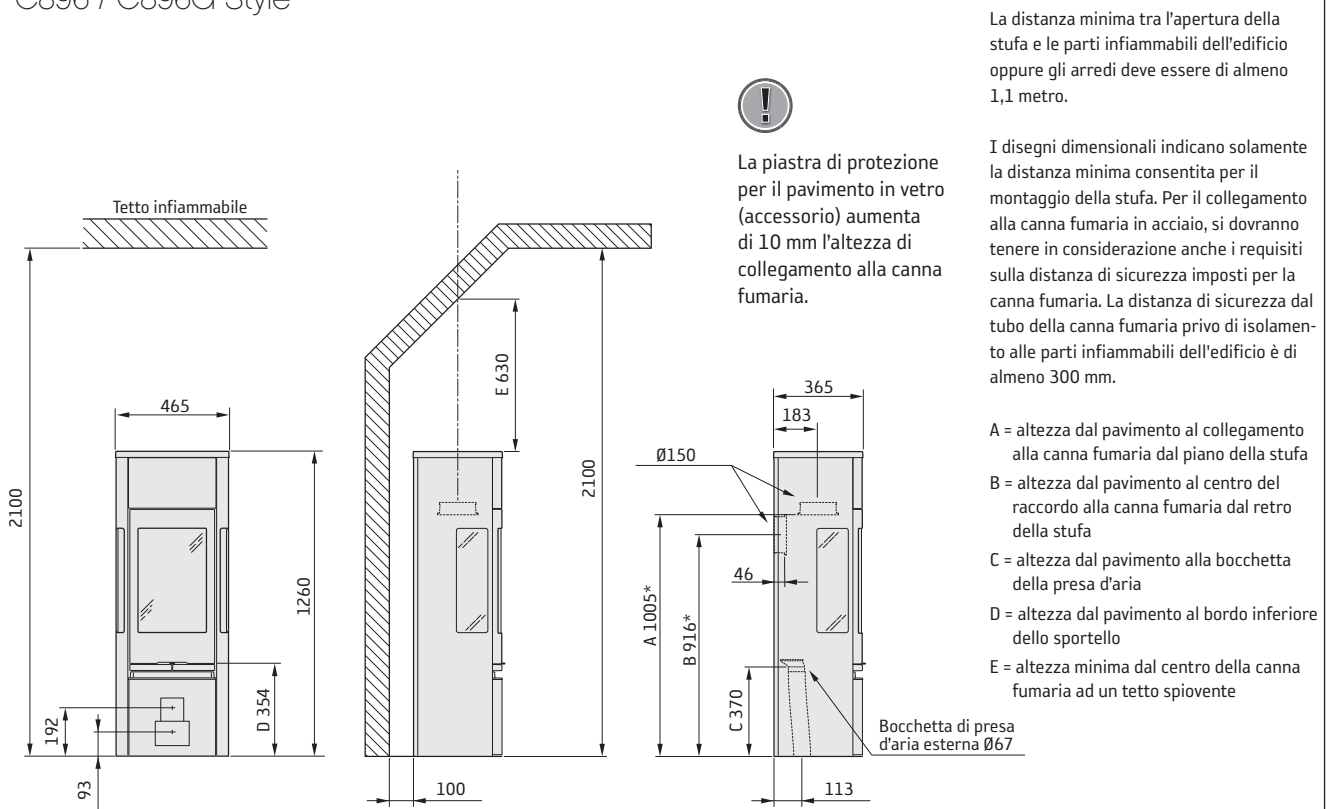 C896 / C896G Style
La distanza minima tra l'apertura della
stufa e le parti infiammabili dell'edificio
oppure gli arredi deve essere di almeno
1,1 metro.
I disegni dimensionali indicano solamente
la distanza minima consentita per il
montaggio della stufa. Per il collegamento
alla canna fumaria in acciaio, si dovranno
tenere in considerazione anche i requisiti
sulla distanza di sicurezza imposti per la
canna fumaria. La distanza di sicurezza dal
tubo della canna fumaria privo di isolamen-
to alle parti infiammabili dell'edificio è di
almeno 300 mm.
A = altezza dal pavimento al collegamento
alla canna fumaria dal piano della stufa
B = altezza dal pavimento al centro del
raccordo alla canna fumaria dal retro
della stufa
C = altezza dal pavimento alla bocchetta
della presa d'aria
D = altezza dal pavimento al bordo inferiore
dello sportello
E = altezza minima dal centro della canna
fumaria ad un tetto spiovente
!
La piastra di protezione
per il pavimento in vetro
(accessorio) aumenta
di 10 mm l'altezza di
collegamento alla canna
fumaria.
Tetto infiammabile
2100
465
1260
D 354
192
93
E 630
2100
100
365
183
Ø150
46
A 1005*
B 916*
C 370
Bocchetta di presa
d'aria esterna Ø67
113